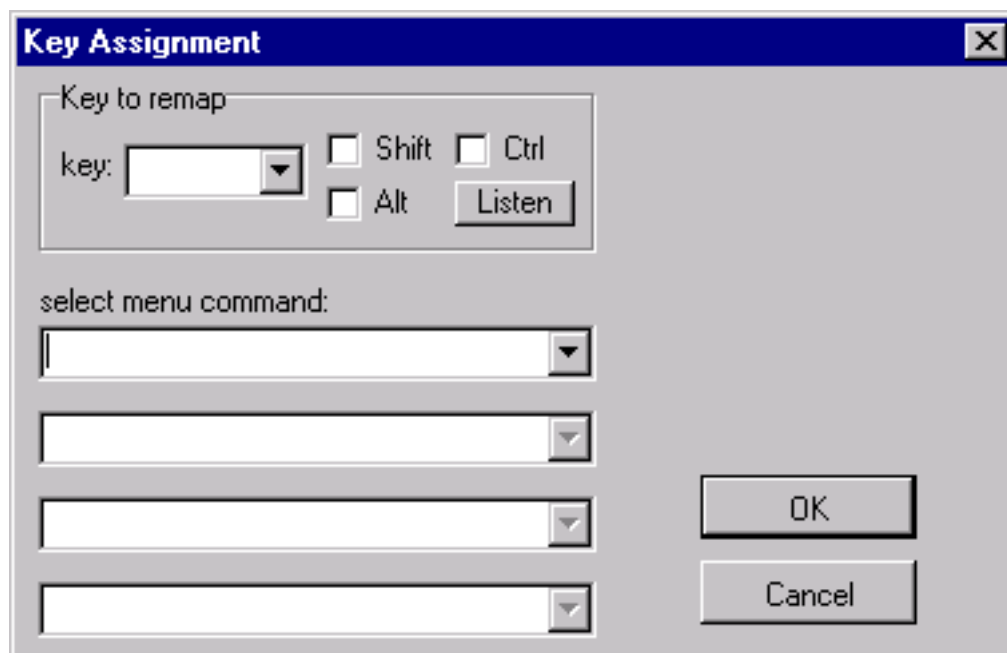 Key Assignment
Key to remap
key: Shift Ctrl
Alt Listen
select menu command:
OK
Cancel